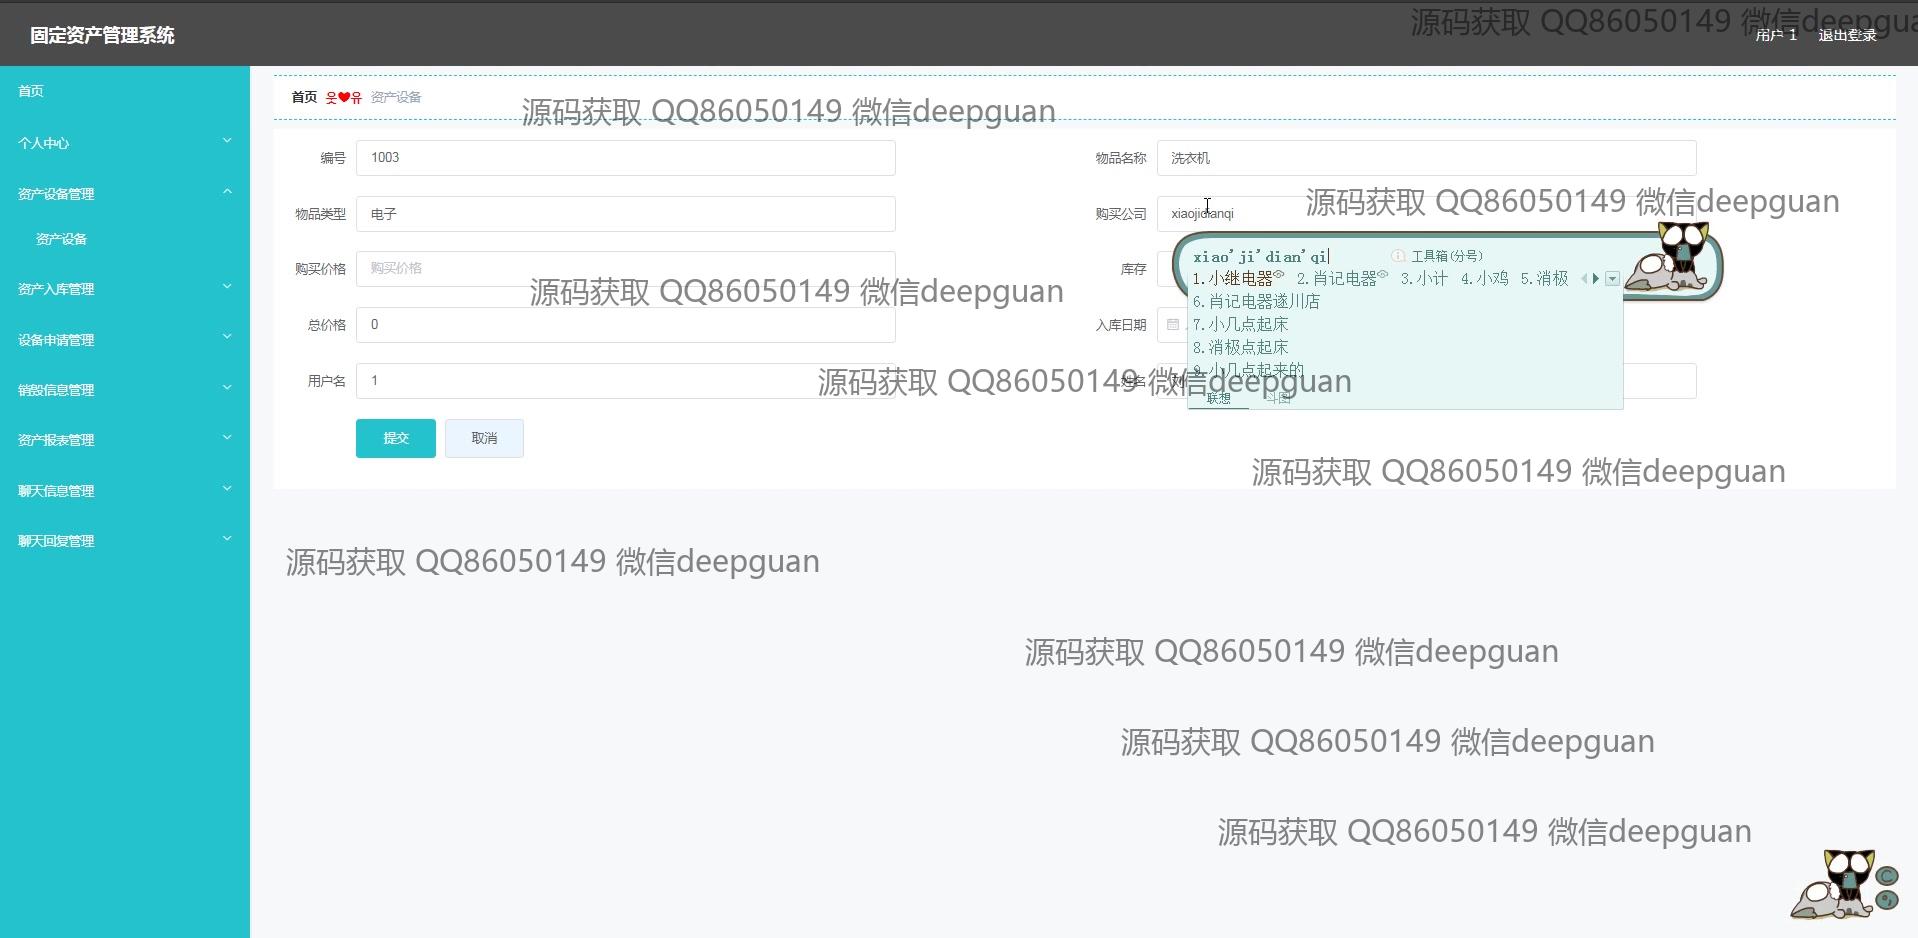 固定资产管理系统
源码获取 QQ86050149 微信deepgua
用户 1 退出登录
首页
个人中心
资产设备管理
资产设备
资产入库管理
设备申请管理
销毁信息管理
资产报表管理
聊天信息管理
聊天回复管理
首页 웃❤유 资产设备
源码获取 QQ86050149 微信deepguan
编号 1003
物品名称 洗衣机
物品类型 电子
购买公司 xiaojidianqi
源码获取 QQ86050149 微信deepguan
购买价格 购买价格
库存
xiao'ji'dian'qi 工具箱(分号)
1.小继电器 2.肖记电器 3.小计 4.小鸡 5.消极
6.肖记电器遂川店
7.小几点起床
8.消极点起床
9.小几点起来的
联想 斗图
源码获取 QQ86050149 微信deepguan
总价格 0
入库日期
用户名 1
姓名
源码获取 QQ86050149 微信deepguan
提交 取消
源码获取 QQ86050149 微信deepguan
源码获取 QQ86050149 微信deepguan
源码获取 QQ86050149 微信deepguan
源码获取 QQ86050149 微信deepguan
源码获取 QQ86050149 微信deepguan